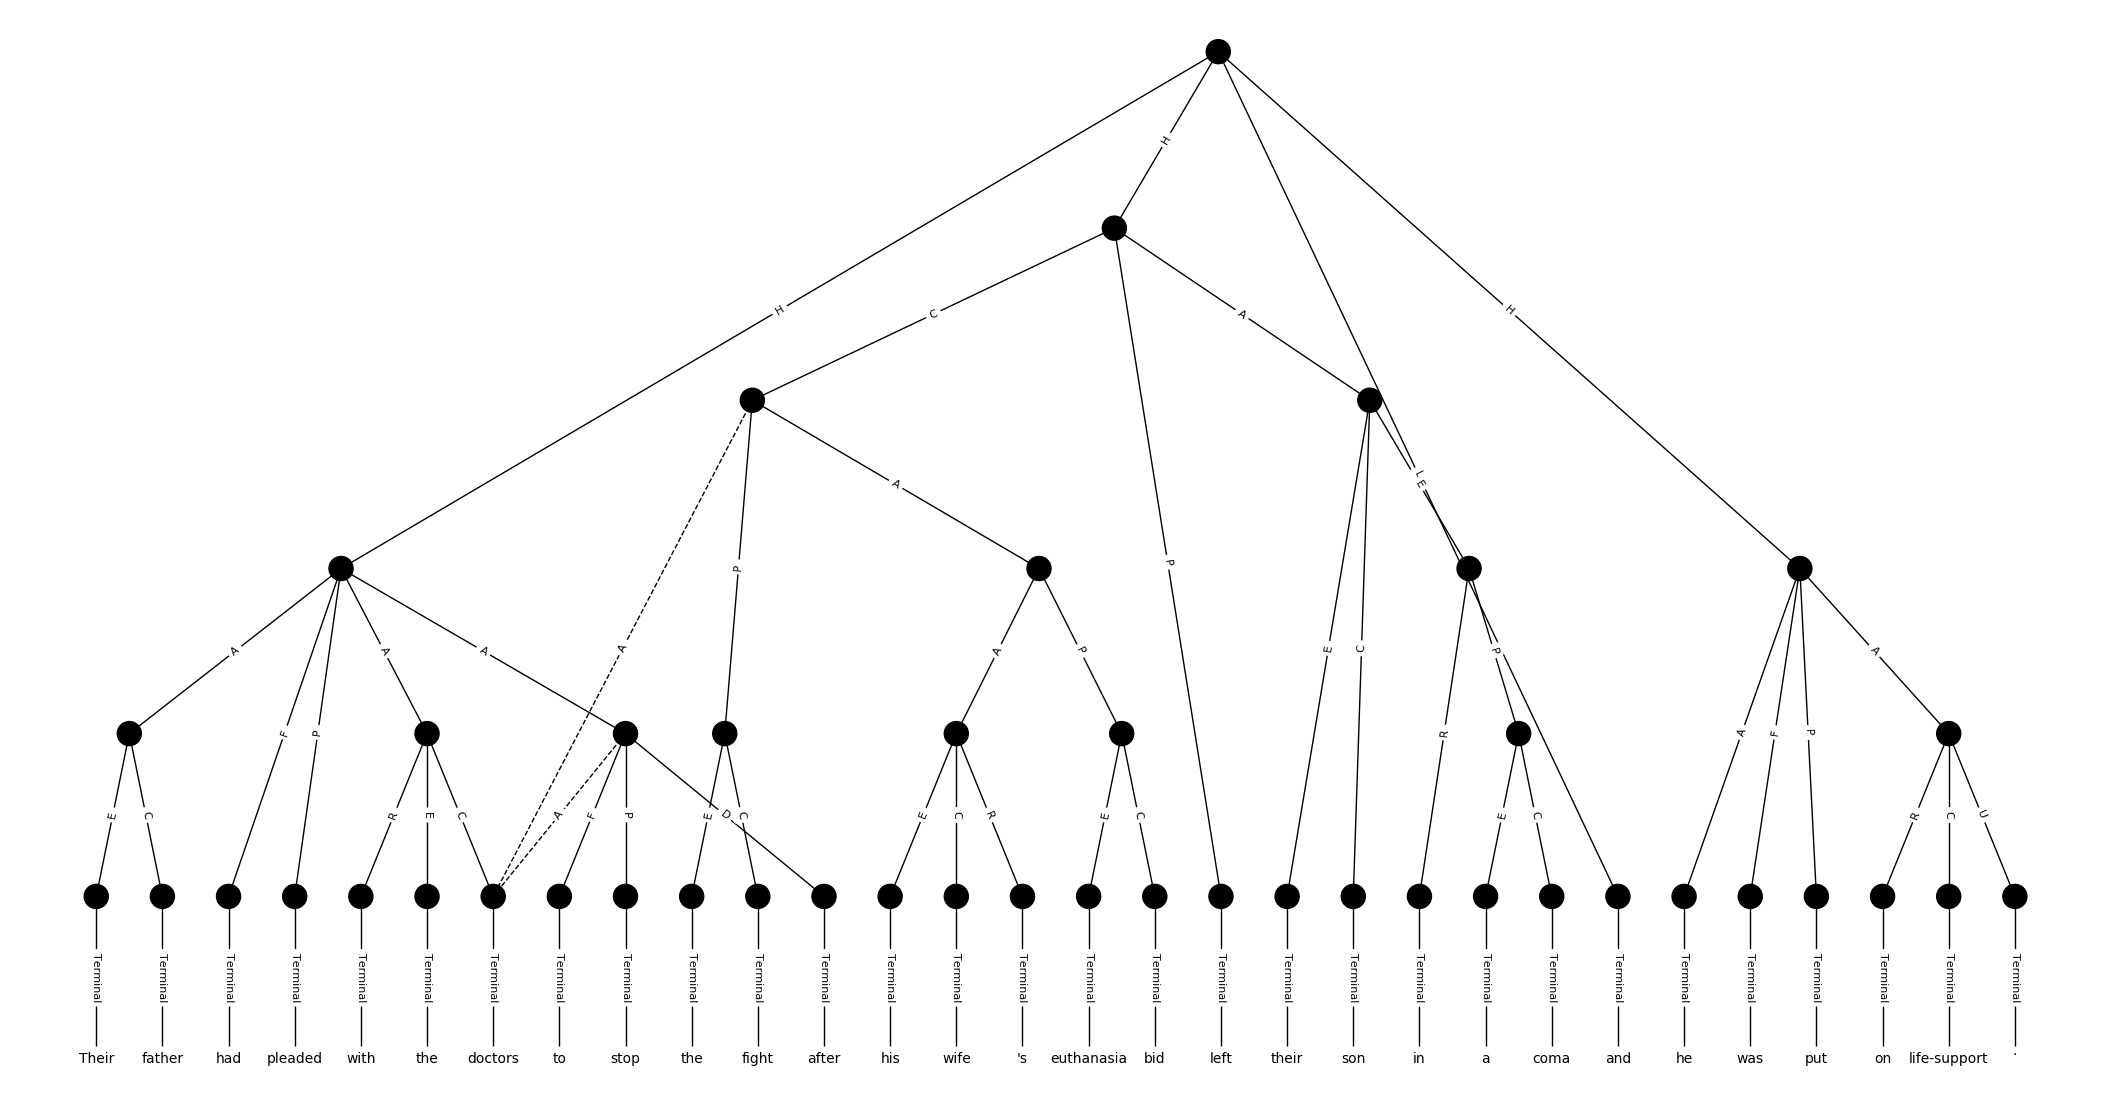 H
H
C
A
H
H
A
L
E
P
P
A
A
A
A
E
C
A
P
R
P
A
F
P
A
F
P
A
E
C
R
E
C
A
F
P
E
D
C
E
C
R
E
C
E
C
R
C
U
Terminal Terminal Terminal Terminal Terminal Terminal Terminal Terminal Terminal Terminal Terminal Terminal Terminal Terminal Terminal Terminal Terminal Terminal Terminal Terminal Terminal Terminal Terminal Terminal Terminal Terminal Terminal Terminal Terminal Terminal
Their father had pleaded with the doctors to stop the fight after his wife 's euthanasia bid left their son in a coma and he was put on life-support .